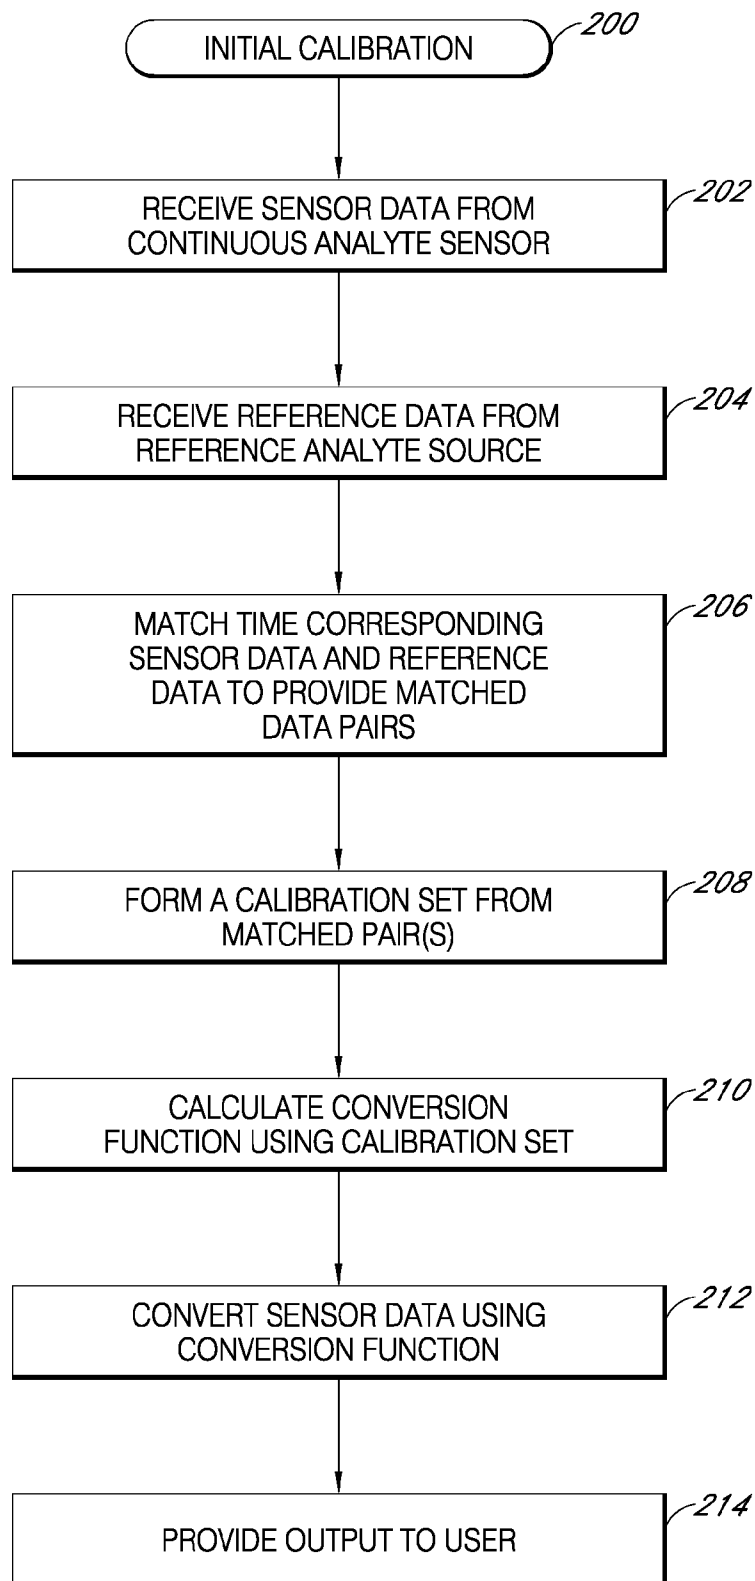 200
INITIAL CALIBRATION
202
RECEIVE SENSOR DATA FROM
CONTINUOUS ANALYTE SENSOR
204
RECEIVE REFERENCE DATA FROM
REFERENCE ANALYTE SOURCE
206
MATCH TIME CORRESPONDING
SENSOR DATA AND REFERENCE
DATA TO PROVIDE MATCHED
DATA PAIRS
208
FORM A CALIBRATION SET FROM
MATCHED PAIR(S)
210
CALCULATE CONVERSION
FUNCTION USING CALIBRATION SET
212
CONVERT SENSOR DATA USING
CONVERSION FUNCTION
214
PROVIDE OUTPUT TO USER